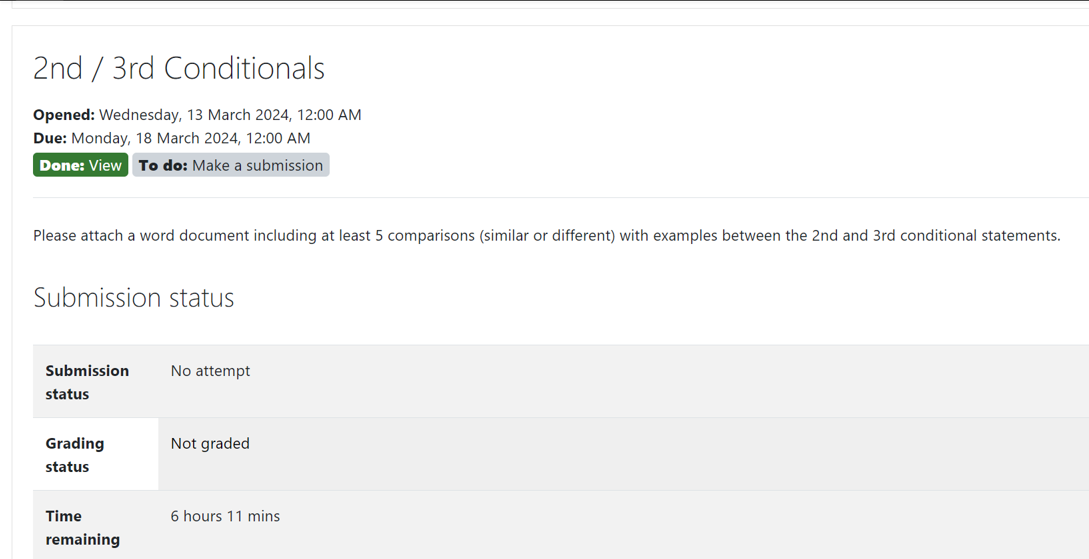 2nd / 3rd Conditionals
Opened: Wednesday, 13 March 2024, 12:00 AM
Due: Monday, 18 March 2024, 12:00 AM
Done: View To do: Make a submission
Please attach a word document including at least 5 comparisons (similar or different) with examples between the 2nd and 3rd conditional statements.
Submission status
Submission No attempt
status
Grading Not graded
status
Time 6 hours 11 mins
remaining